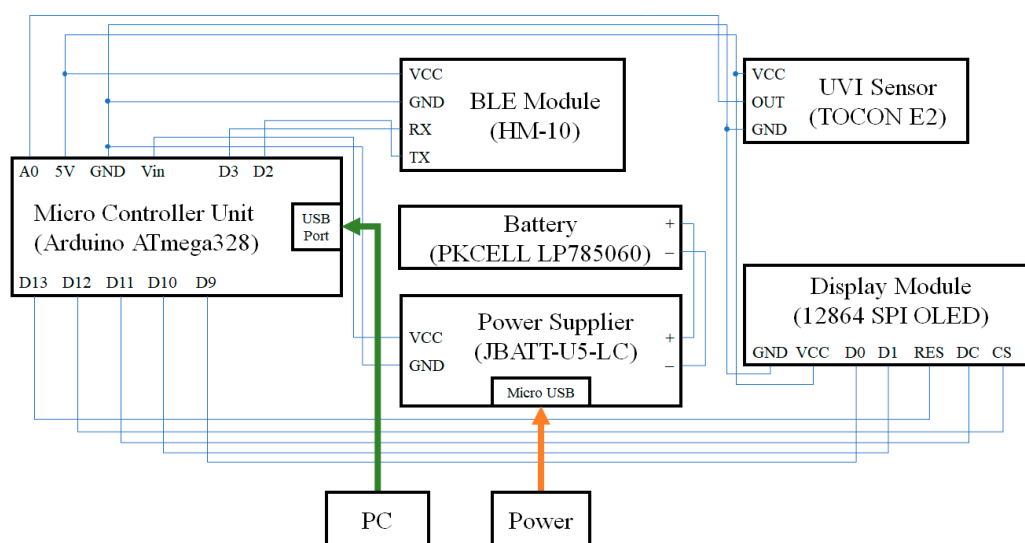 VCC
GND
RX
TX
BLE Module
(HM-10)
VCC
OUT
GND
UVI Sensor
(TOCON E2)
A0 5V GND Vin D3 D2
Micro Controller Unit
(Arduino ATmega328)
USB
Port
D13 D12 D11 D10 D9
Battery
(PKCELL LP785060)
+
−
Power Supplier
(JBATT-U5-LC)
VCC
GND
+
−
Micro USB
Display Module
(12864 SPI OLED)
GND VCC D0 D1 RES DC CS
PC
Power